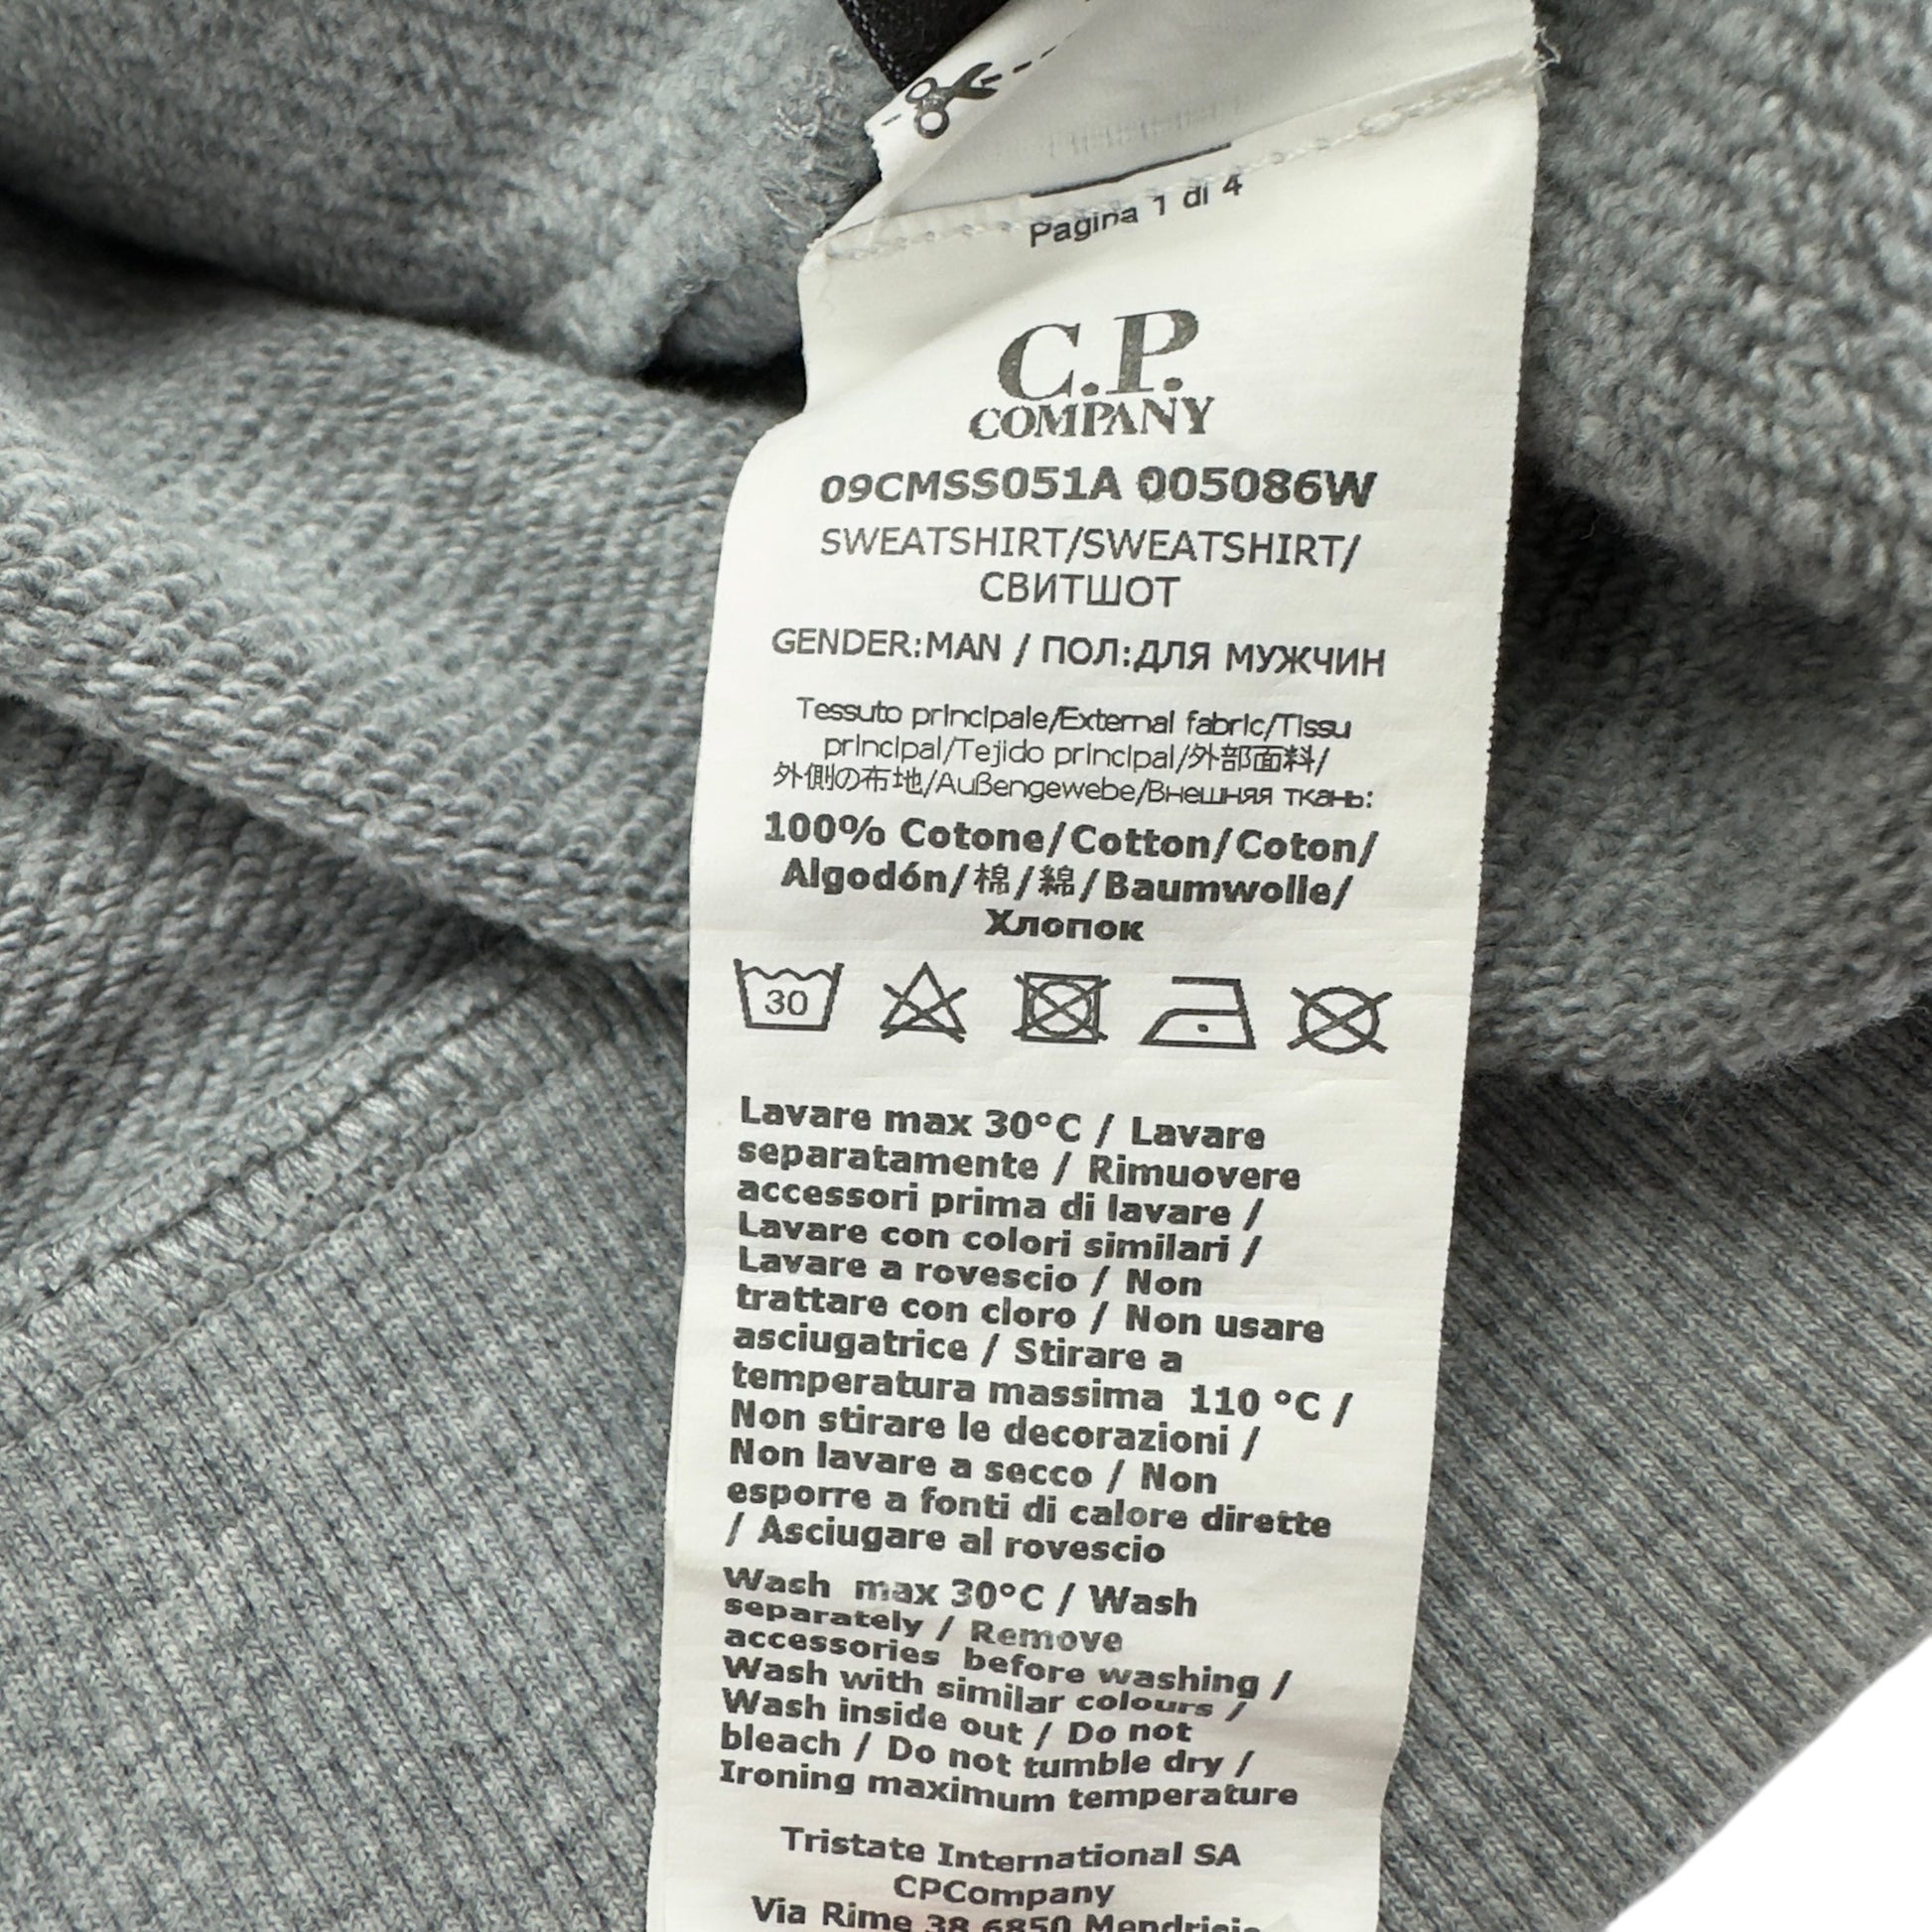 Pagina 1 di 4
C.P.
COMPANY
09CMSS051A 005086W
SWEATSHIRT/SWEATSHIRT/
СВИТШОТ
GENDER:MAN / ПОЛ:ДЛЯ МУЖЧИН
Tessuto principale/External fabric/Tissu
principal/Tejido principal/外部面料/
外側の布地/Außengewebe/Внешняя ткань:
100% Cotone/Cotton/Coton/
Algodón/棉/綿/Baumwolle/
Хлопок
30
Lavare max 30°C / Lavare
separatamente / Rimuovere
accessori prima di lavare /
Lavare con colori similari /
Lavare a rovescio / Non
trattare con cloro / Non usare
asciugatrice / Stirare a
temperatura massima 110 °C /
Non stirare le decorazioni /
Non lavare a secco / Non
esporre a fonti di calore dirette
/ Asciugare al rovescio
Wash max 30°C / Wash
separately / Remove
accessories before washing /
Wash with similar colours /
Wash inside out / Do not
bleach / Do not tumble dry /
Ironing maximum temperature
Tristate International SA
CPCompany
Via Rime 38 6850 Mendrisio